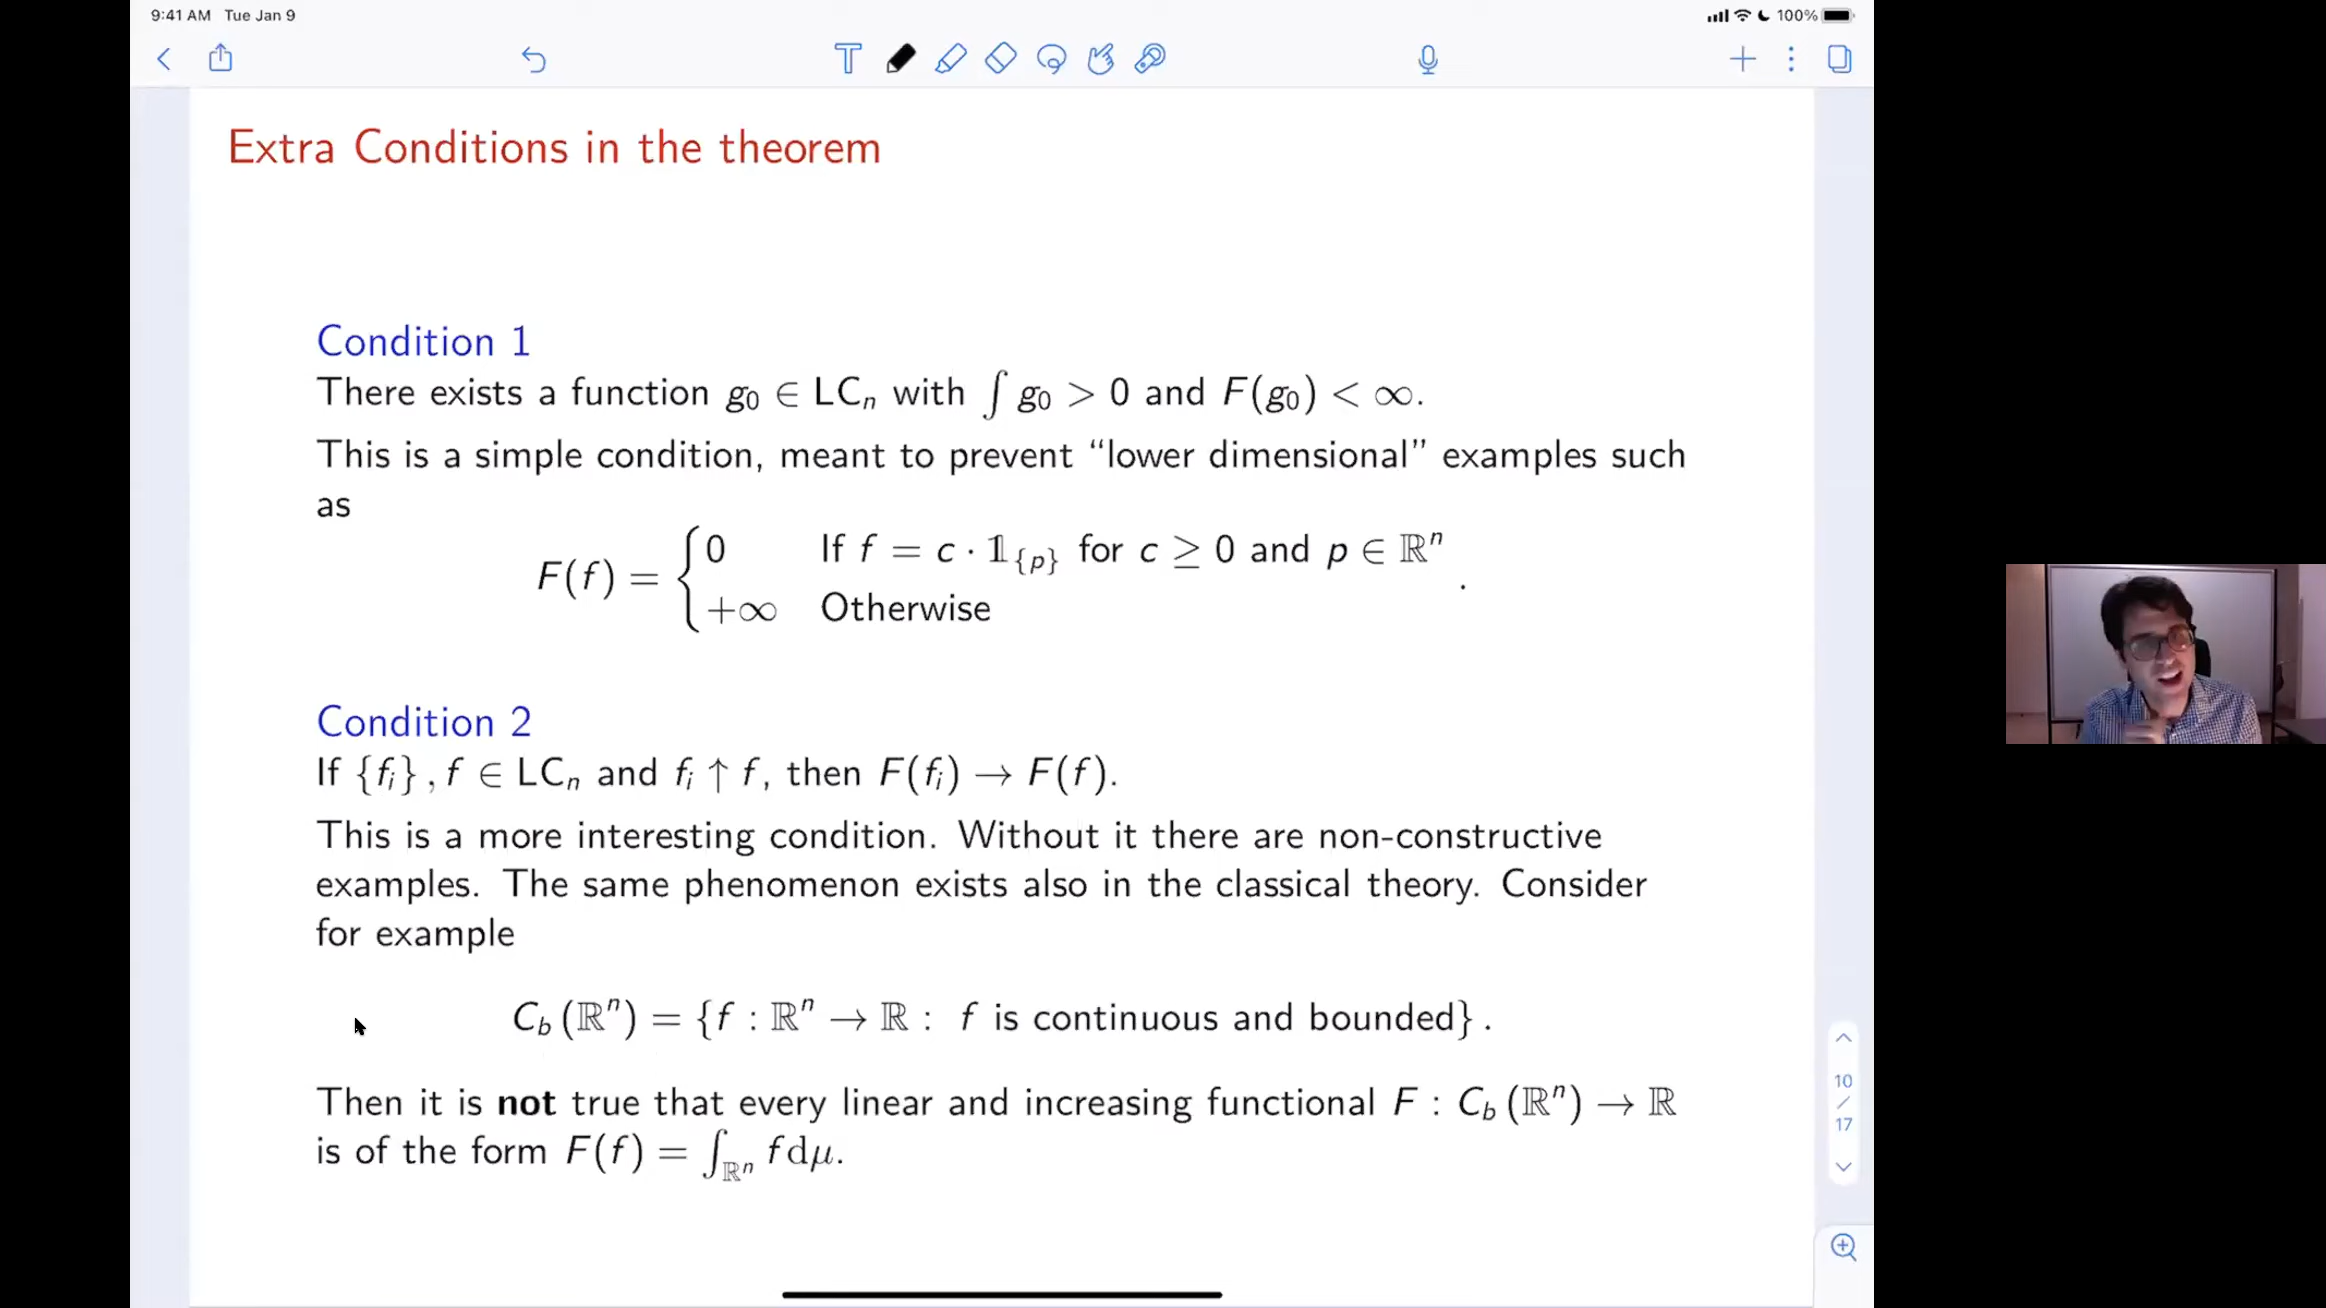 9:41 AM Tue Jan 9
100%
Extra Conditions in the theorem
Condition 1
There exists a function g₀ ∈ LCₙ with ∫ g₀ > 0 and F(g₀) < ∞.
This is a simple condition, meant to prevent “lower dimensional” examples such
as
F(f) = { 0 If f = c · 𝟙_{p} for c ≥ 0 and p ∈ ℝⁿ
+∞ Otherwise .
Condition 2
If {fᵢ}, f ∈ LCₙ and fᵢ ↑ f, then F(fᵢ) → F(f).
This is a more interesting condition. Without it there are non-constructive
examples. The same phenomenon exists also in the classical theory. Consider
for example
C_b (ℝⁿ) = {f : ℝⁿ → ℝ : f is continuous and bounded} .
Then it is not true that every linear and increasing functional F : C_b (ℝⁿ) → ℝ
is of the form F(f) = ∫_ℝⁿ f dμ.
10
/
17